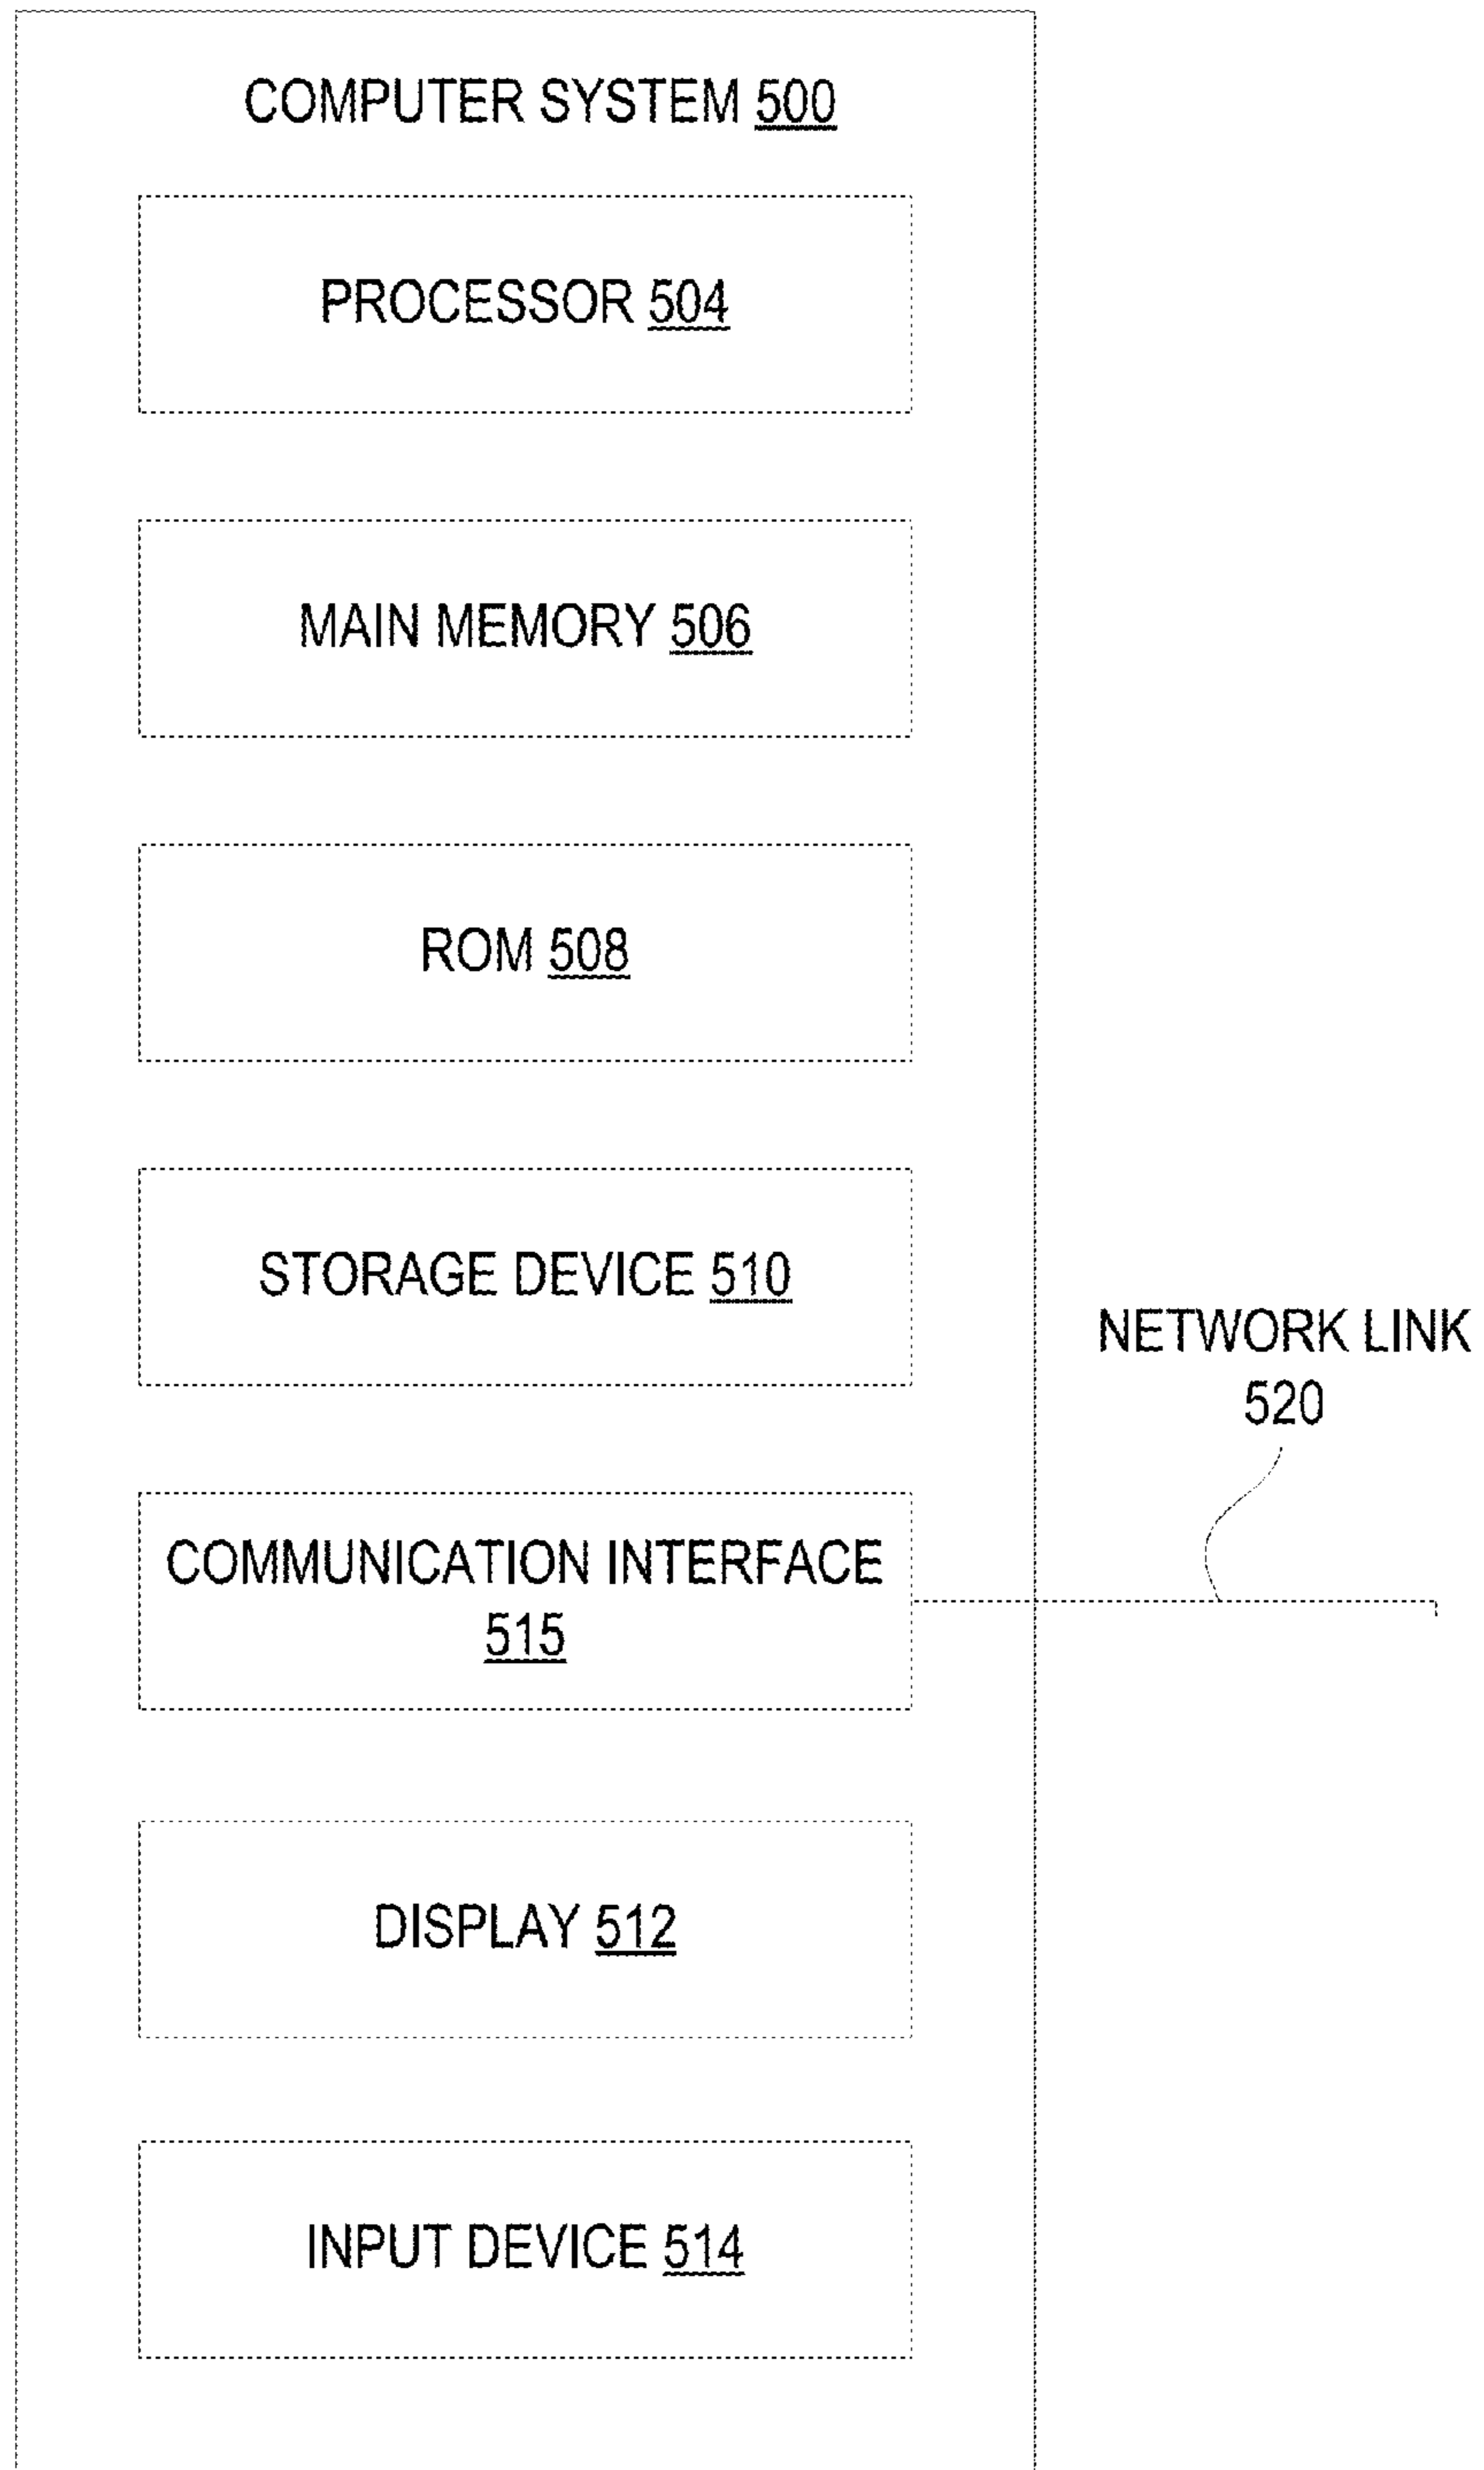 COMPUTER SYSTEM 500
PROCESSOR 504
MAIN MEMORY 506
ROM 508
STORAGE DEVICE 510
NETWORK LINK
520
COMMUNICATION INTERFACE
515
DISPLAY 512
INPUT DEVICE 514